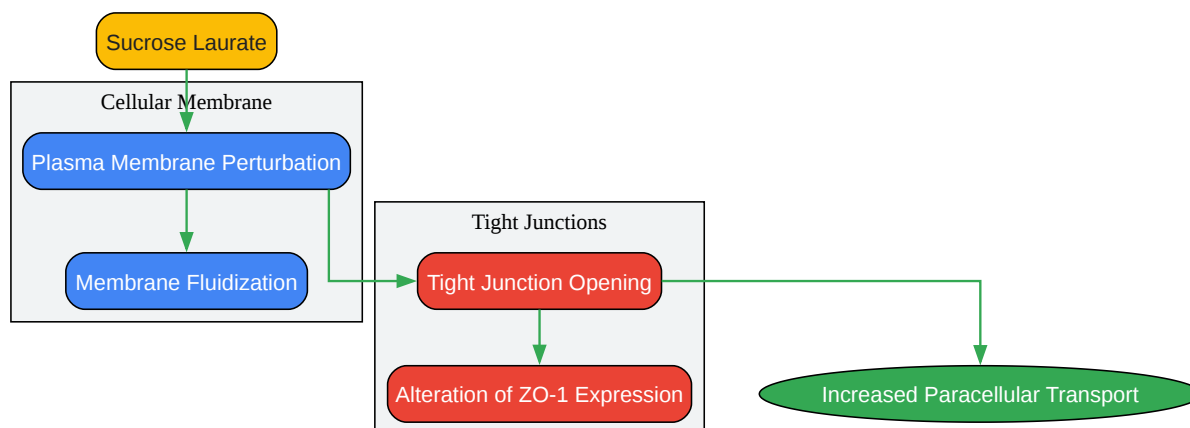 Sucrose Laurate
Cellular Membrane
Plasma Membrane Perturbation
Tight Junctions
Membrane Fluidization
Tight Junction Opening
Alteration of ZO-1 Expression
Increased Paracellular Transport